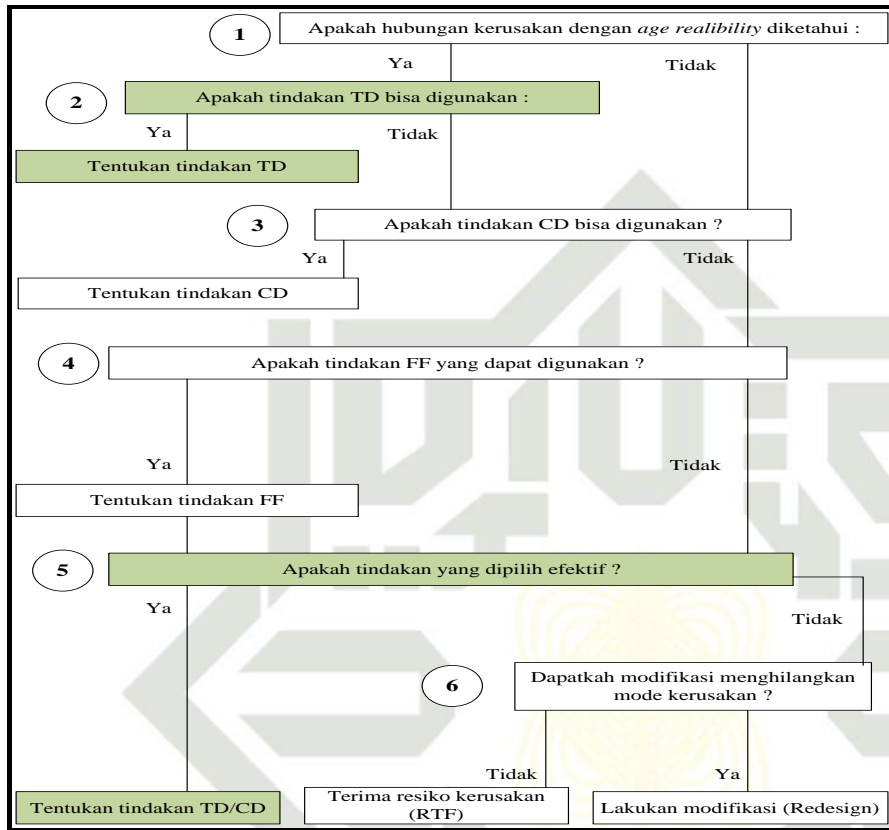 1
Apakah hubungan kerusakan dengan age realibility diketahui :
Ya
Tidak
2
Apakah tindakan TD bisa digunakan :
Ya
Tidak
Tentukan tindakan TD
3
Apakah tindakan CD bisa digunakan ?
Ya
Tidak
Tentukan tindakan CD
4
Apakah tindakan FF yang dapat digunakan ?
Ya
Tidak
Tentukan tindakan FF
5
Apakah tindakan yang dipilih efektif ?
Ya
Tidak
6
Dapatkah modifikasi menghilangkan
mode kerusakan ?
Tidak
Ya
Tentukan tindakan TD/CD
Terima resiko kerusakan
(RTF)
Lakukan modifikasi (Redesign)